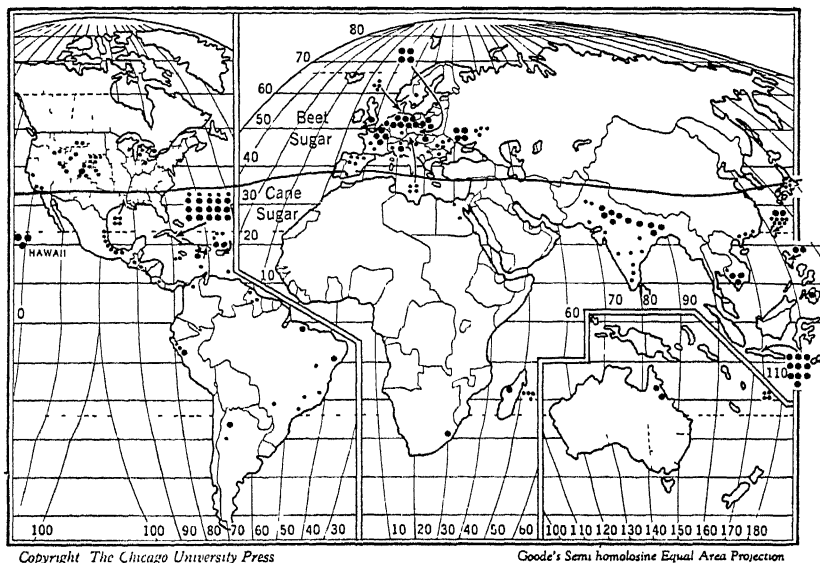 80
70
60
Beet
50
Sugar
40
30 Cane
Sugar
20
HAWAII
10
70 80 90
0
60
110
100 100 90 80 70 60 50 40 30 10 20 30 40 50 60 100 120 130 140 150 160 170 180
Copyright The Chicago University Press
Goode's Semi homolosine Equal Area Projection